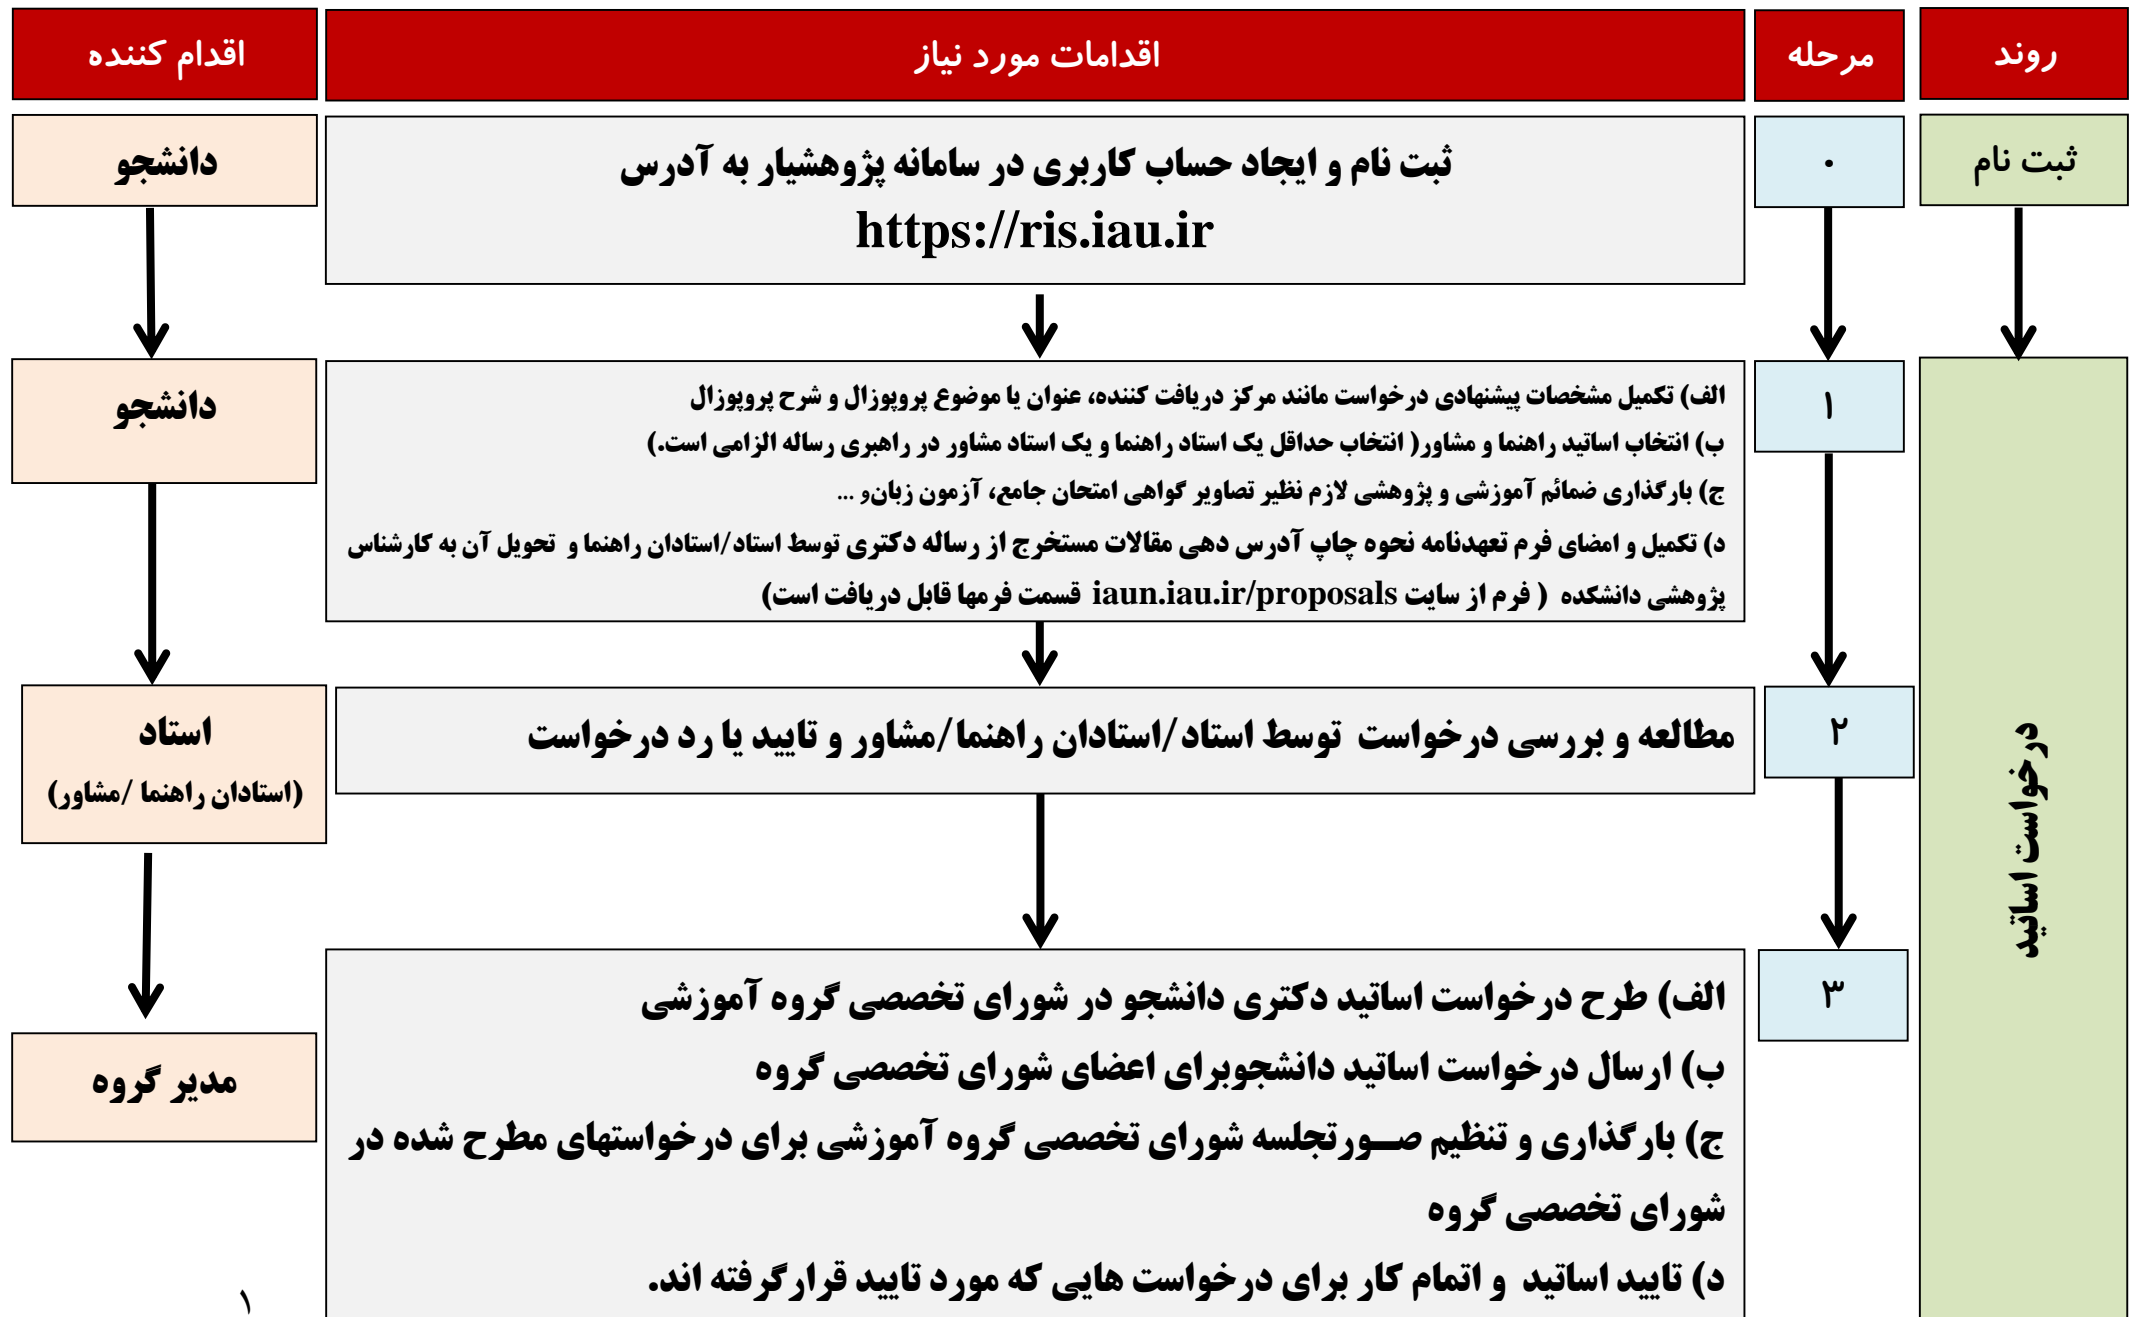 روند
مرحله
اقدامات مورد نیاز
اقدام کننده
ثبت نام
۰
ثبت نام و ایجاد حساب کاربری در سامانه پژوهشیار به آدرس
https://ris.iau.ir
دانشجو
درخواست اساتید
۱
الف) تکمیل مشخصات پیشنهادی درخواست مانند مرکز دریافت کننده، عنوان یا موضوع پروپوزال و شرح پروپوزال
ب) انتخاب اساتید راهنما و مشاور( انتخاب حداقل یک استاد راهنما و یک استاد مشاور در راهبری رساله الزامی است.)
ج) بارگذاری ضمائم آموزشی و پژوهشی لازم نظیر تصاویر گواهی امتحان جامع، آزمون زبان و ...
د) تکمیل و امضای فرم تعهدنامه نحوه چاپ آدرس دهی مقالات مستخرج از رساله دکتری توسط استاد/استادان راهنما و تحویل آن به کارشناس
پژوهشی دانشکده ( فرم از سایت iaun.iau.ir/proposals قسمت فرمها قابل دریافت است)
دانشجو
۲
مطالعه و بررسی درخواست توسط استاد/استادان راهنما/مشاور و تایید یا رد درخواست
استاد
(استادان راهنما /مشاور)
۳
الف) طرح درخواست اساتید دکتری دانشجو در شورای تخصصی گروه آموزشی
ب) ارسال درخواست اساتید دانشجوبرای اعضای شورای تخصصی گروه
ج) بارگذاری و تنظیم صـورتجلسه شورای تخصصی گروه آموزشی برای درخواستهای مطرح شده در
شورای تخصصی گروه
د) تایید اساتید و اتمام کار برای درخواست هایی که مورد تایید قرارگرفته اند.
مدیر گروه
۱